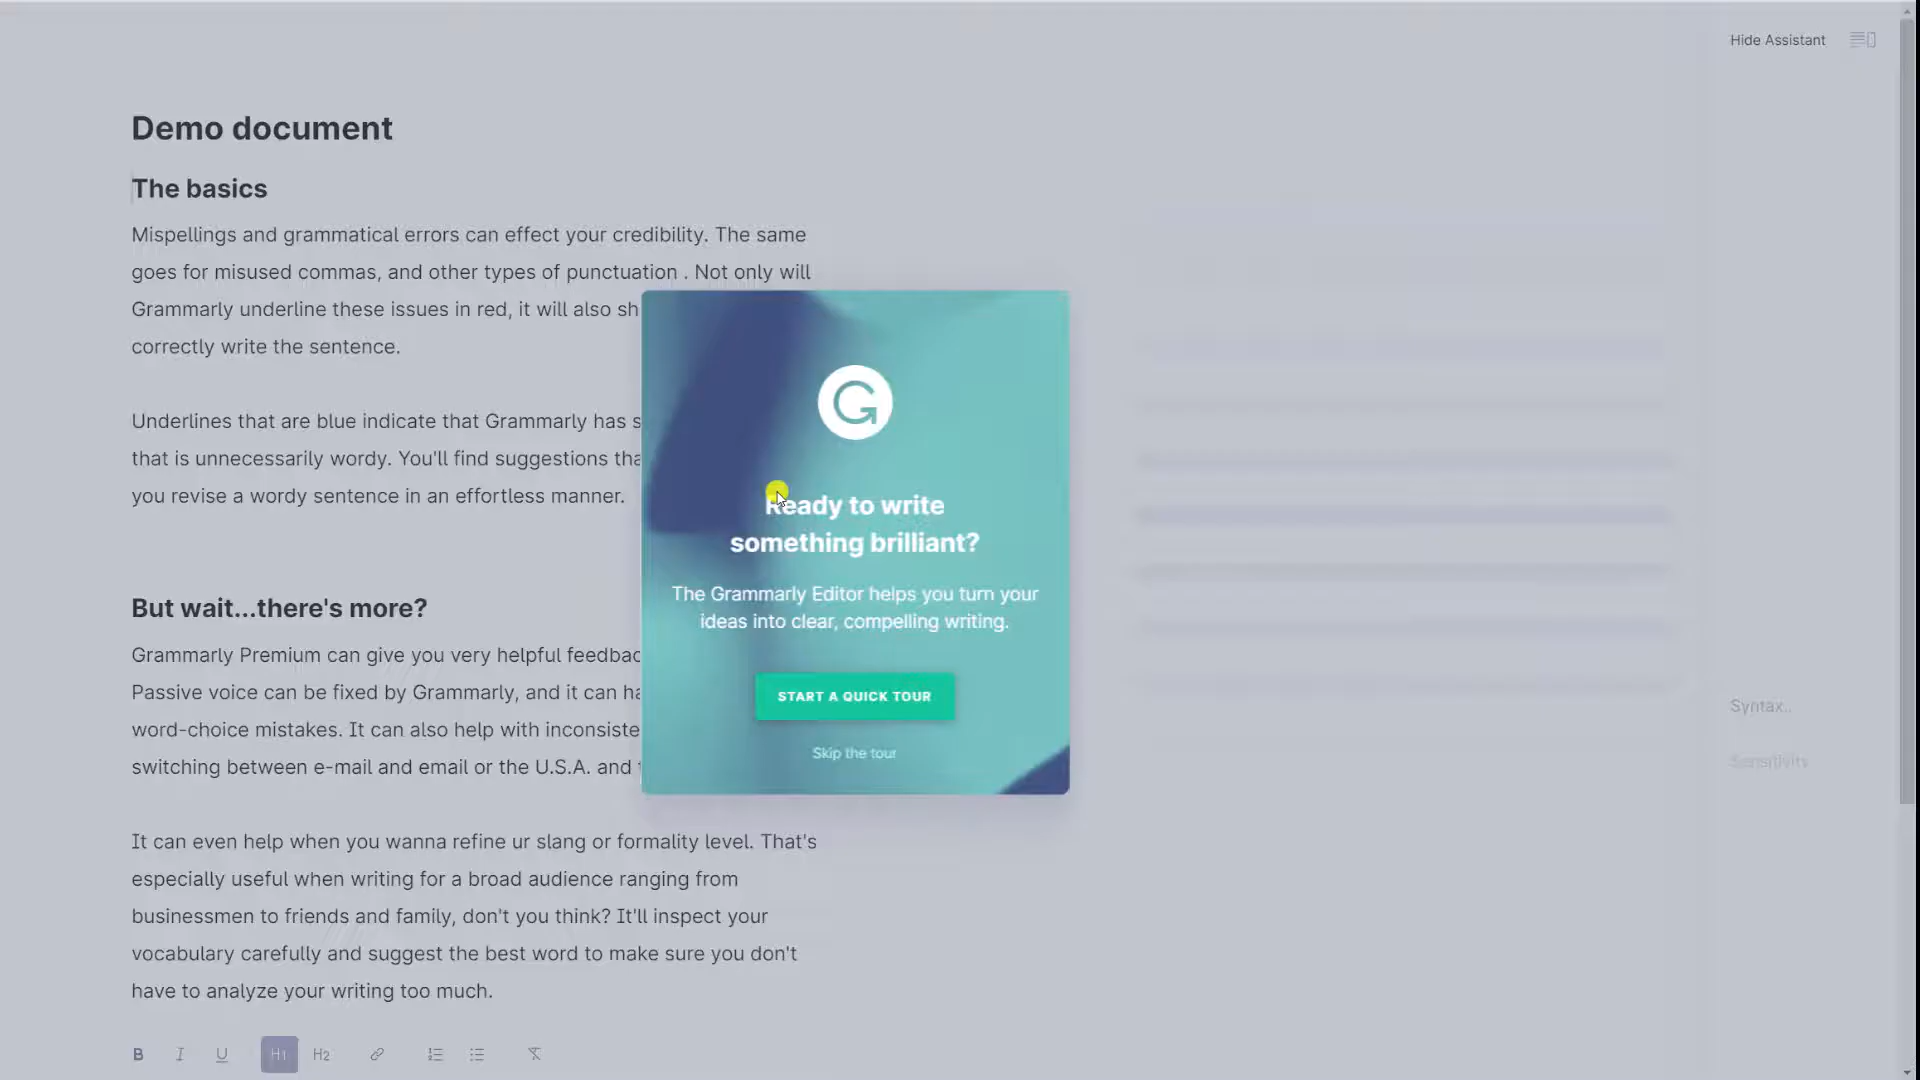 Hide Assistant
Demo document
The basics
Mispellings and grammatical errors can effect your credibility. The same
goes for misused commas, and other types of punctuation . Not only will
Grammarly underline these issues in red, it will also sh
correctly write the sentence.
Underlines that are blue indicate that Grammarly has s
that is unnecessarily wordy. You'll find suggestions tha
you revise a wordy sentence in an effortless manner.
But wait...there's more?
Grammarly Premium can give you very helpful feedbac
Passive voice can be fixed by Grammarly, and it can ha
word-choice mistakes. It can also help with inconsiste
switching between e-mail and email or the U.S.A. and t
It can even help when you wanna refine ur slang or formality level. That's
especially useful when writing for a broad audience ranging from
businessmen to friends and family, don't you think? It'll inspect your
vocabulary carefully and suggest the best word to make sure you don't
have to analyze your writing too much.
G
Ready to write
something brilliant?
The Grammarly Editor helps you turn your
ideas into clear, compelling writing.
START A QUICK TOUR
Skip the tour
Syntax..
Sensitivity
B I U H1 H2